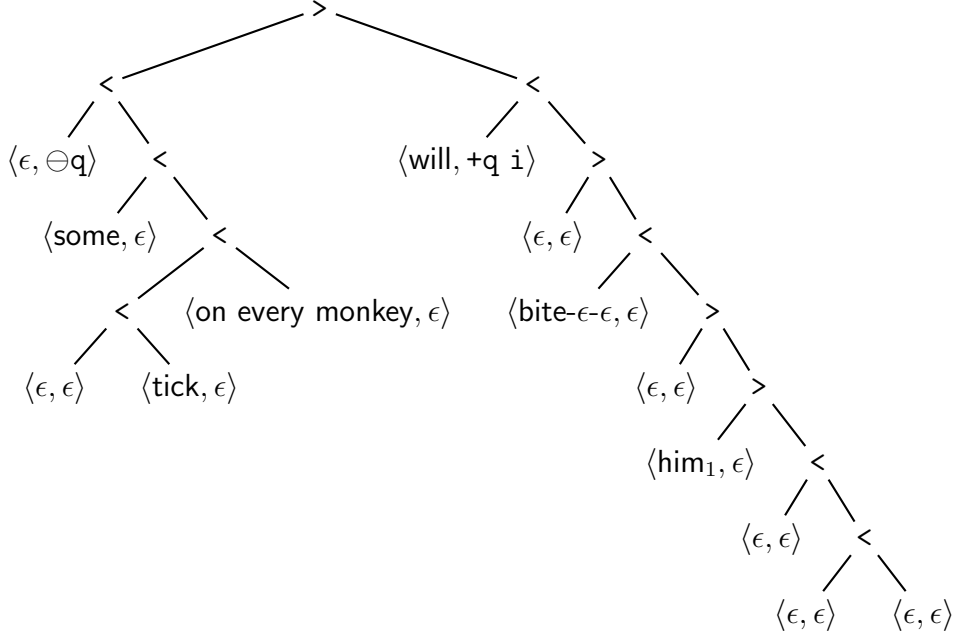 >
< <
⟨ϵ, ⊖q⟩ < ⟨will, +q i⟩ >
⟨some, ϵ⟩ < ⟨ϵ, ϵ⟩ <
< ⟨on every monkey, ϵ⟩ ⟨bite-ϵ-ϵ, ϵ⟩ >
⟨ϵ, ϵ⟩ ⟨tick, ϵ⟩ ⟨ϵ, ϵ⟩ >
⟨him₁, ϵ⟩ <
⟨ϵ, ϵ⟩ <
⟨ϵ, ϵ⟩ ⟨ϵ, ϵ⟩